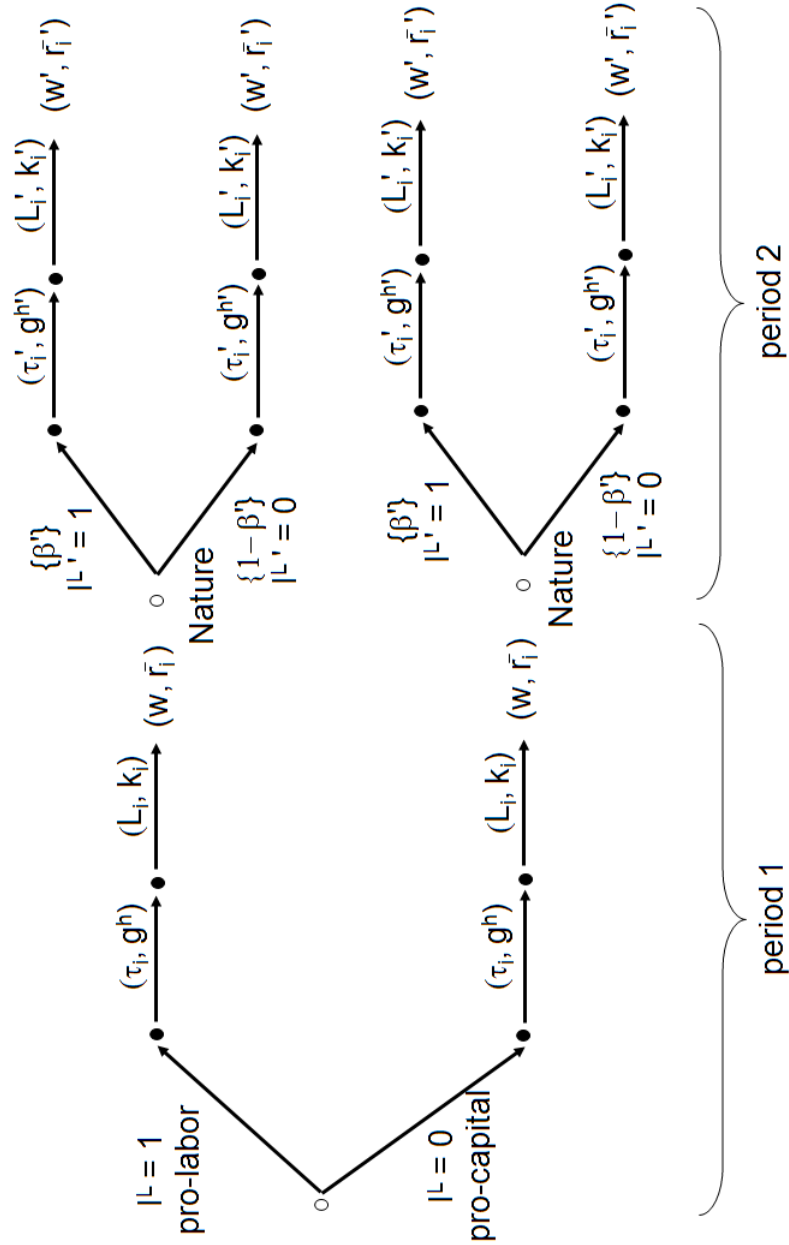 I^L = 1
pro-labor
(τ_i, g^h)
(L_i, k_i)
(w, r̄_i)
{β'}
I^L' = 1
(τ_i', g^h')
(L_i', k_i')
(w', r̄_i')
Nature
{1−β'}
I^L' = 0
(τ_i', g^h')
(L_i', k_i')
(w', r̄_i')
I^L = 0
pro-capital
(τ_i, g^h)
(L_i, k_i)
(w, r̄_i)
{β'}
I^L' = 1
(τ_i', g^h')
(L_i', k_i')
(w', r̄_i')
Nature
{1−β'}
I^L' = 0
(τ_i', g^h')
(L_i', k_i')
(w', r̄_i')
period 1
period 2